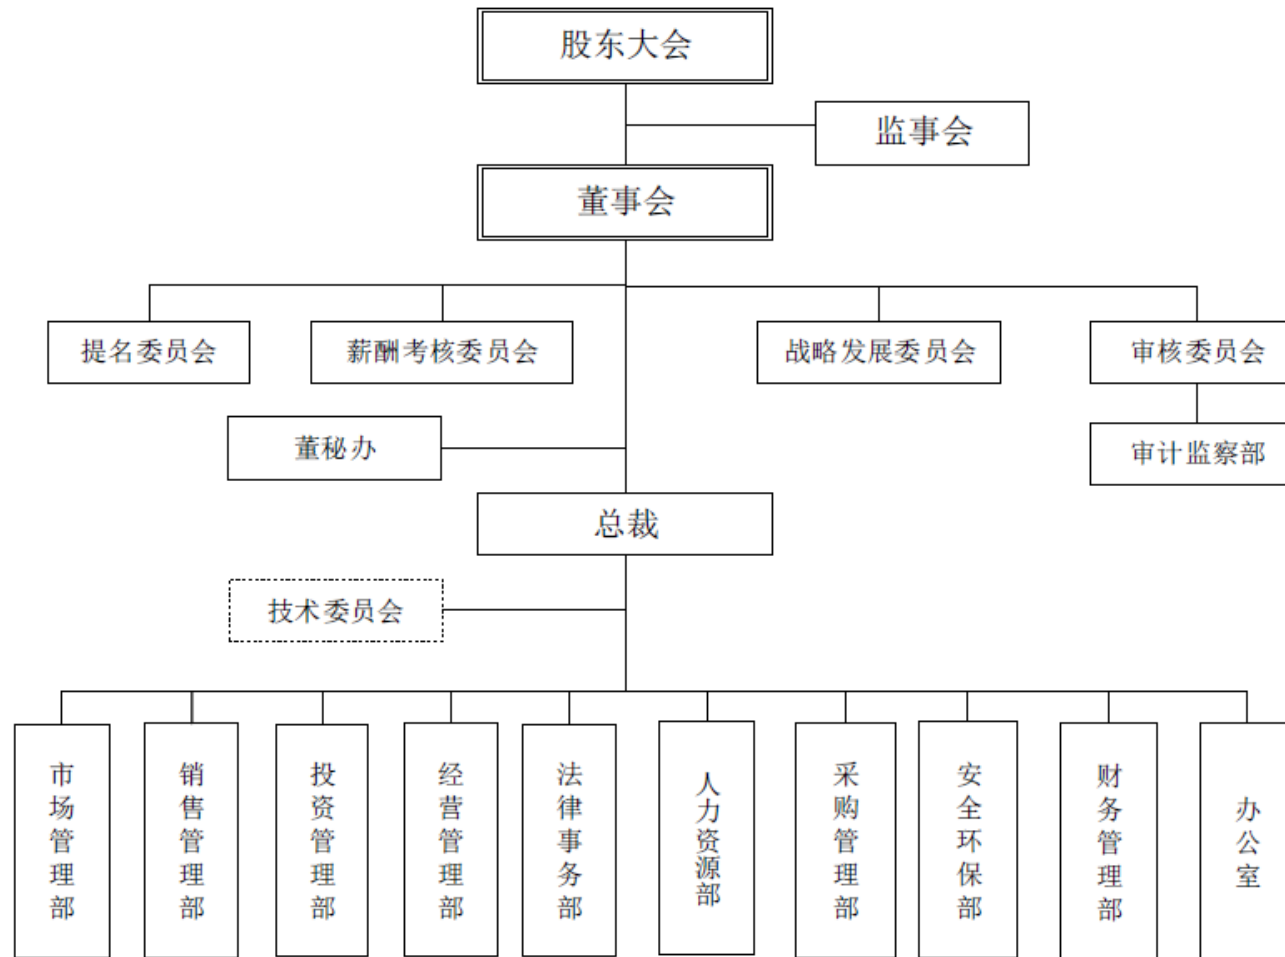 股东大会
监事会
董事会
提名委员会
薪酬考核委员会
战略发展委员会
审核委员会
董秘办
审计监察部
总裁
技术委员会
市场管理部
销售管理部
投资管理部
经营管理部
法律事务部
人力资源部
采购管理部
安全环保部
财务管理部
办公室